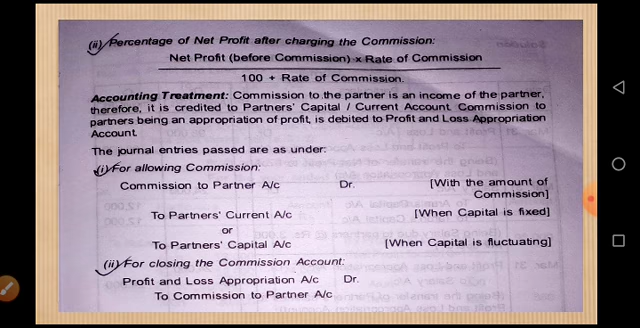 (ii) Percentage of Net Profit after charging the Commission:
Net Profit (before Commission) x Rate of Commission
100 + Rate of Commission.
Accounting Treatment: Commission to the partner is an income of the partner,
therefore, it is credited to Partners' Capital / Current Account. Commission to
partners being an appropriation of profit, is debited to Profit and Loss Appropriation
Account.
The journal entries passed are as under:
(i) For allowing Commission:
Commission to Partner A/c Dr. [With the amount of
Commission]
To Partners' Current A/c [When Capital is fixed]
or
To Partners' Capital A/c [When Capital is fluctuating]
(ii) For closing the Commission Account:
Profit and Loss Appropriation A/c Dr.
To Commission to Partner A/c